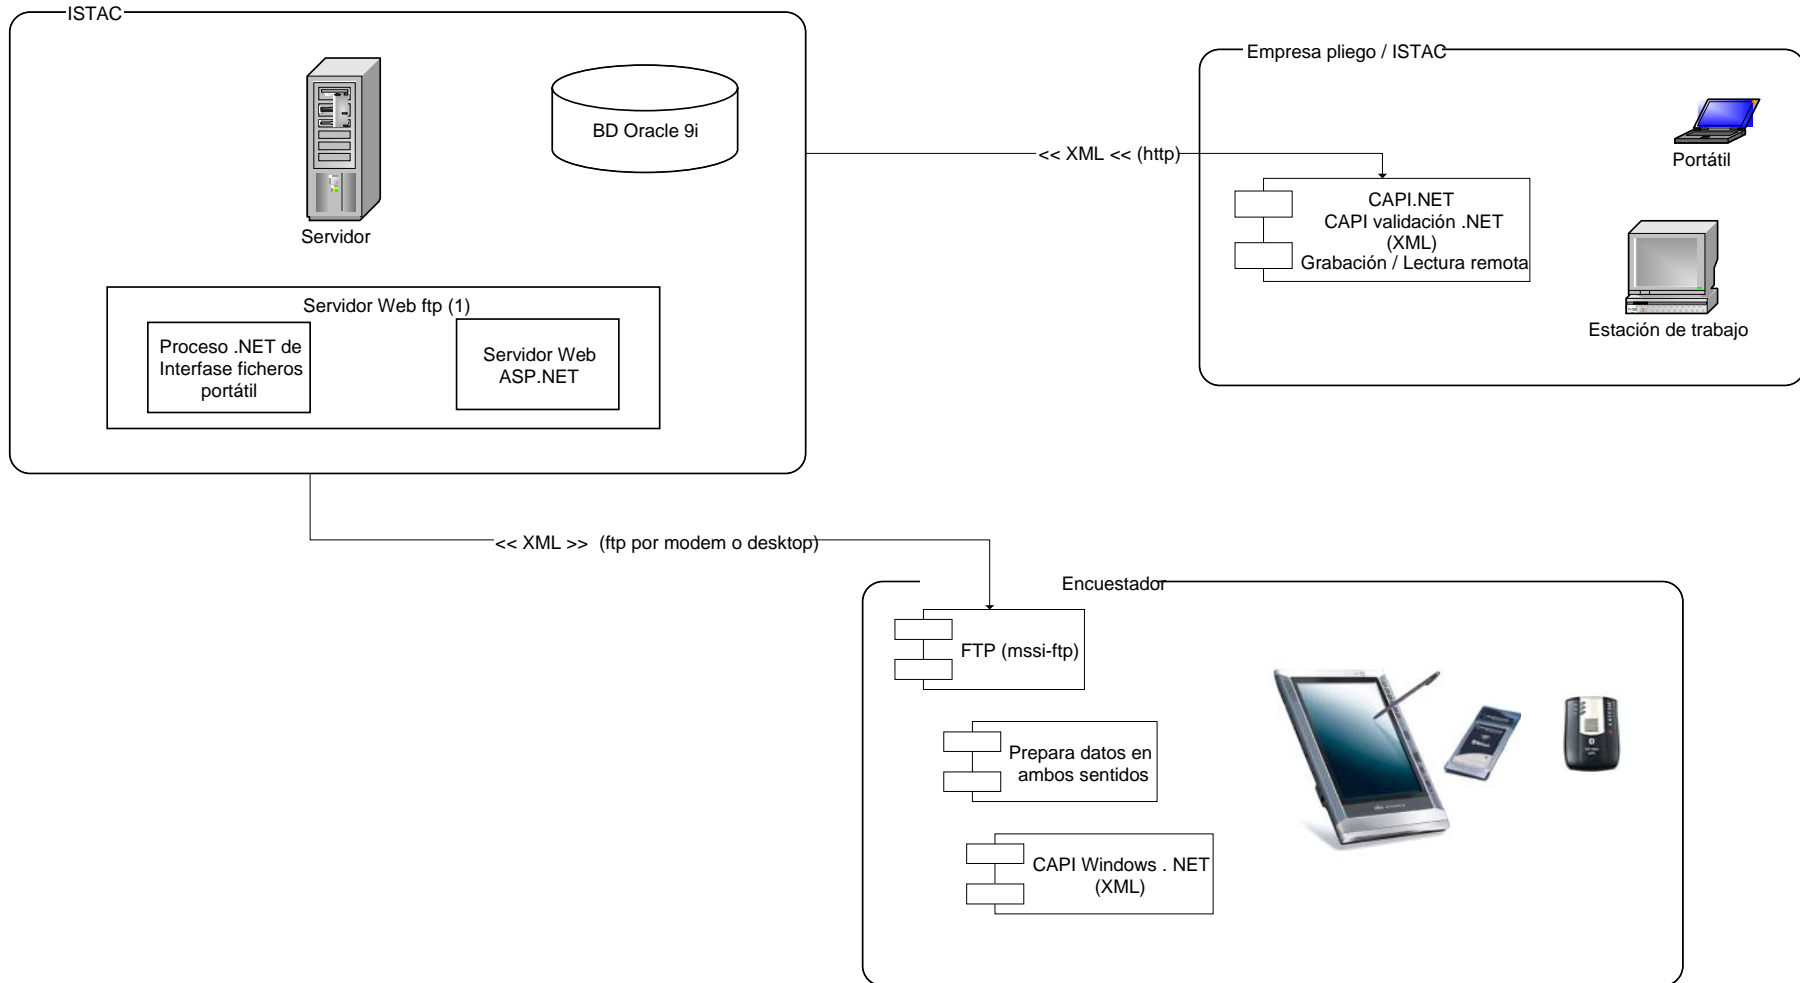 ISTAC
Servidor
BD Oracle 9i
Servidor Web ftp (1)
Proceso .NET de
Interfase ficheros
portátil
Servidor Web
ASP.NET
<< XML << (http)
Empresa pliego / ISTAC
Portátil
CAPI.NET
CAPI validación .NET
(XML)
Grabación / Lectura remota
Estación de trabajo
<< XML >> (ftp por modem o desktop)
Encuestador
FTP (mssi-ftp)
Prepara datos en
ambos sentidos
CAPI Windows . NET
(XML)